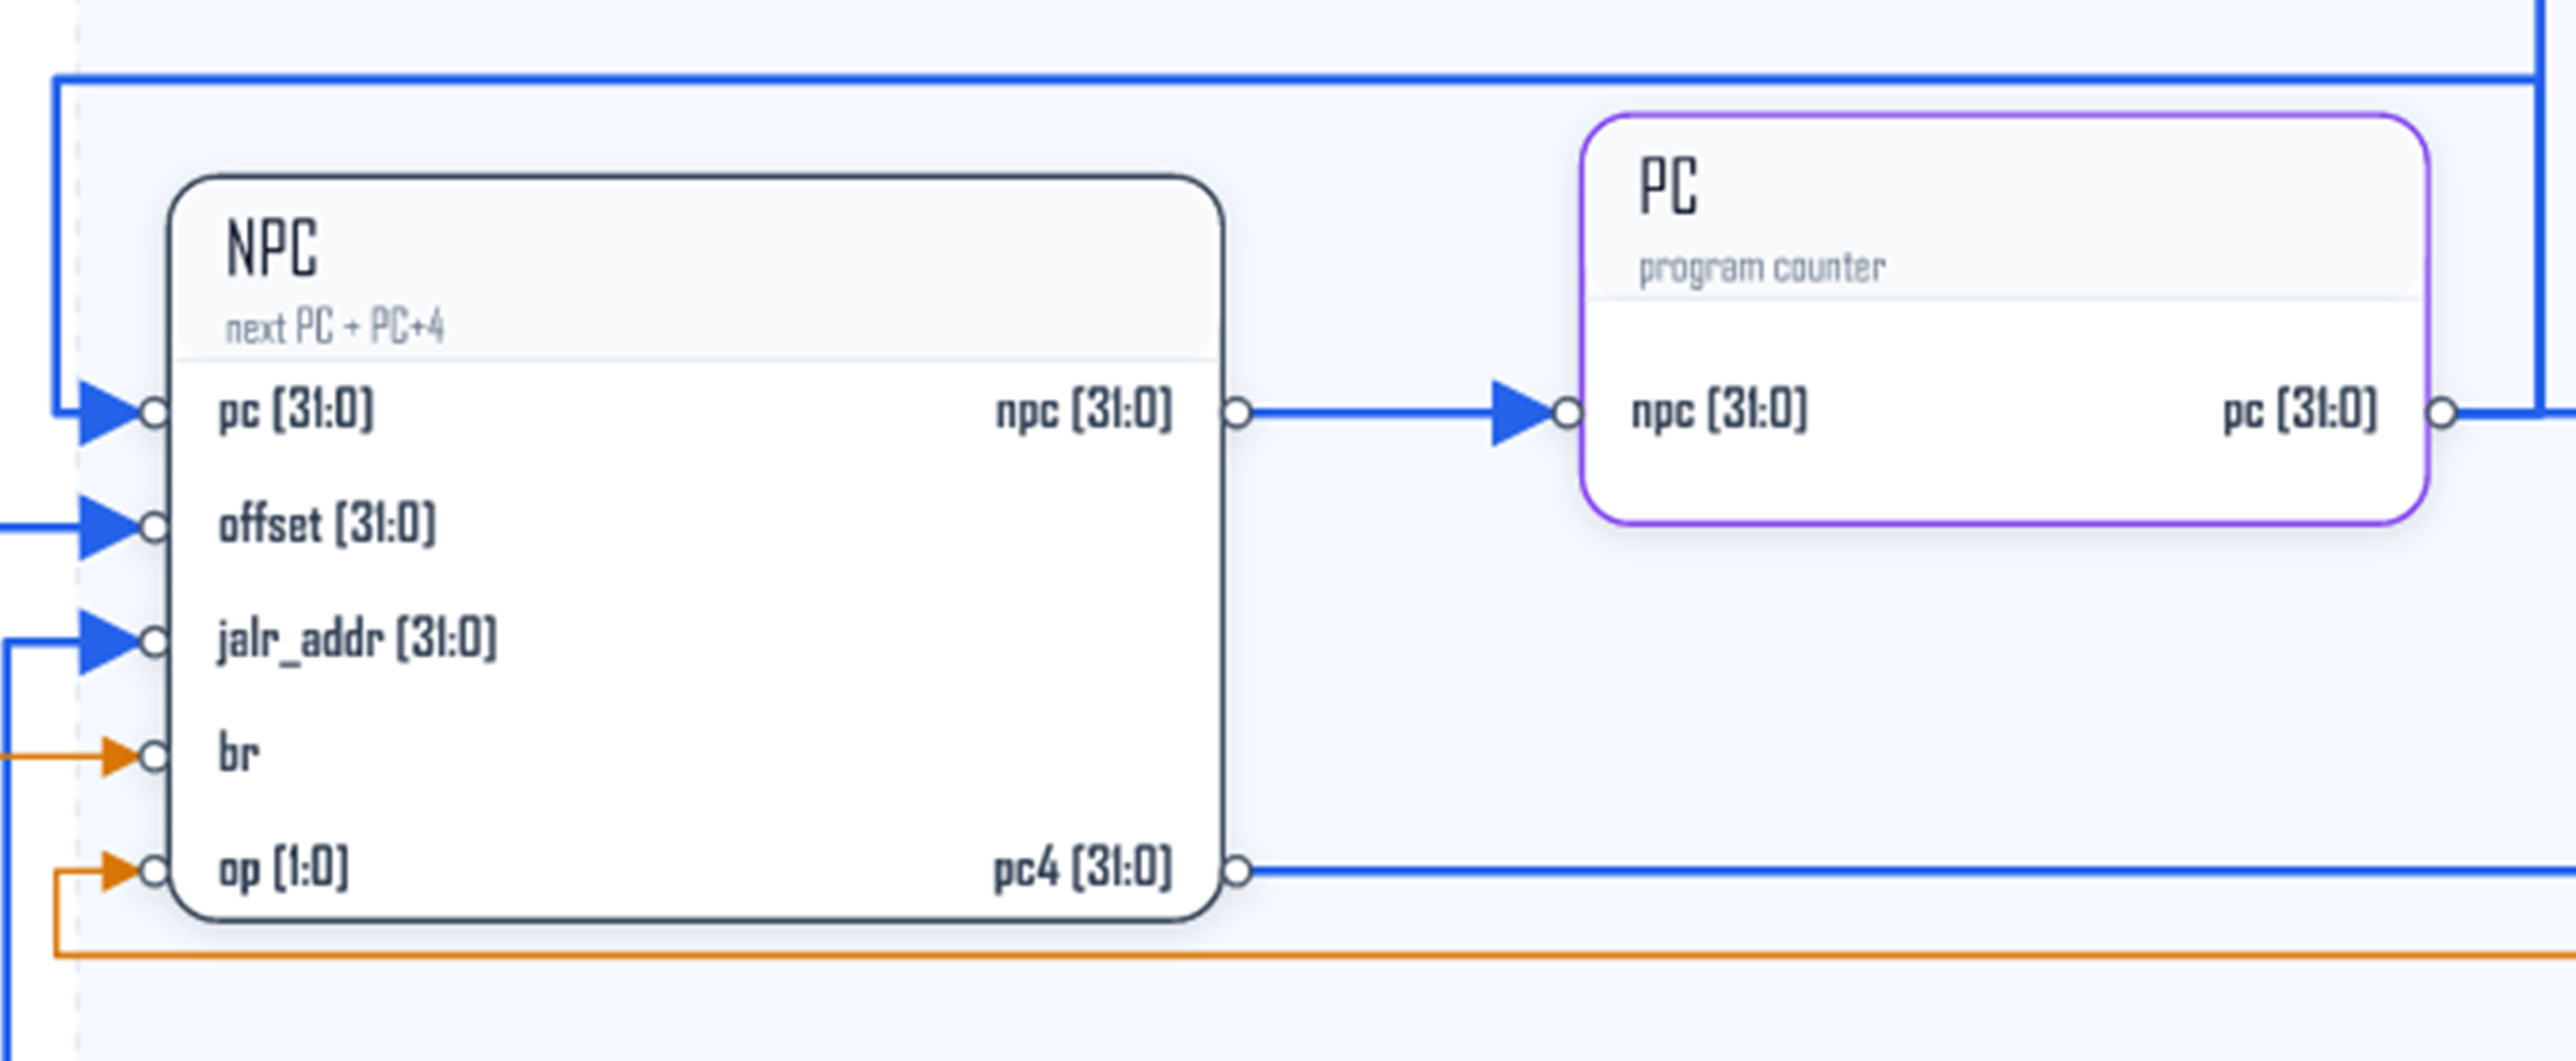 NPC
next PC + PC+4
pc [31:0]
npc [31:0]
offset [31:0]
jalr_addr [31:0]
br
op [1:0]
pc4 [31:0]
PC
program counter
npc [31:0]
pc [31:0]